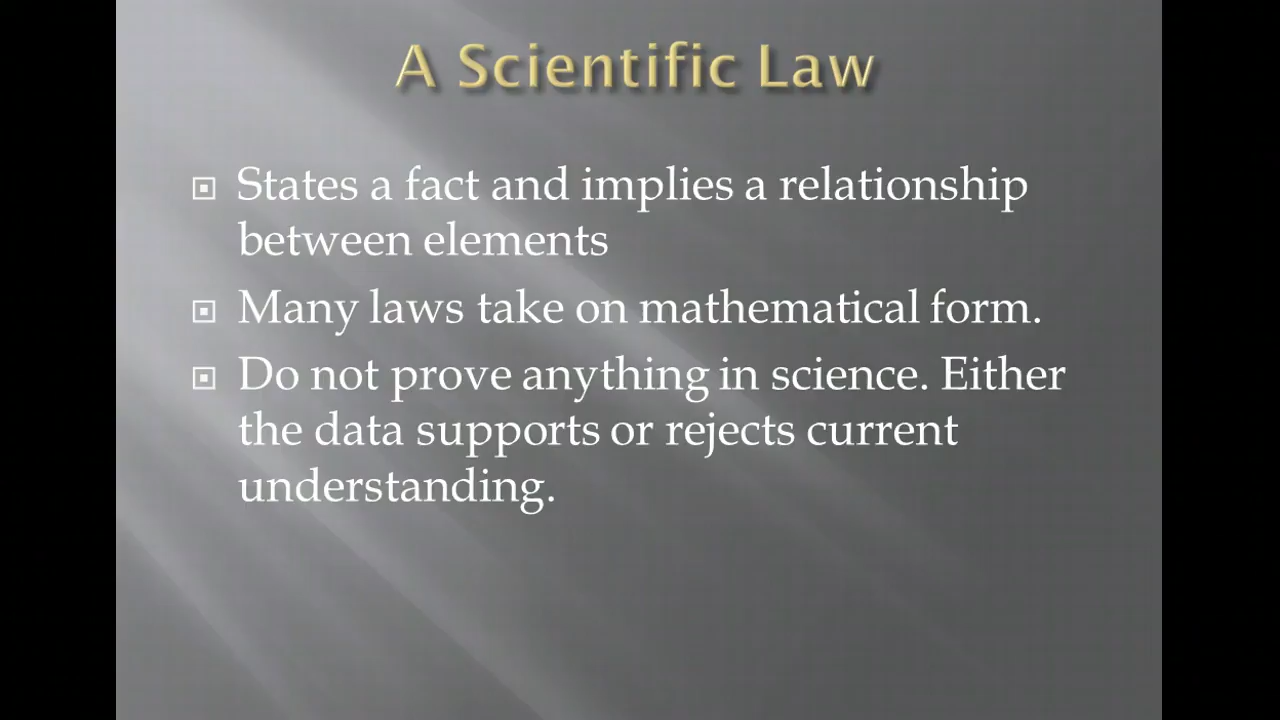 A Scientific Law
States a fact and implies a relationship
between elements
Many laws take on mathematical form.
Do not prove anything in science. Either
the data supports or rejects current
understanding.